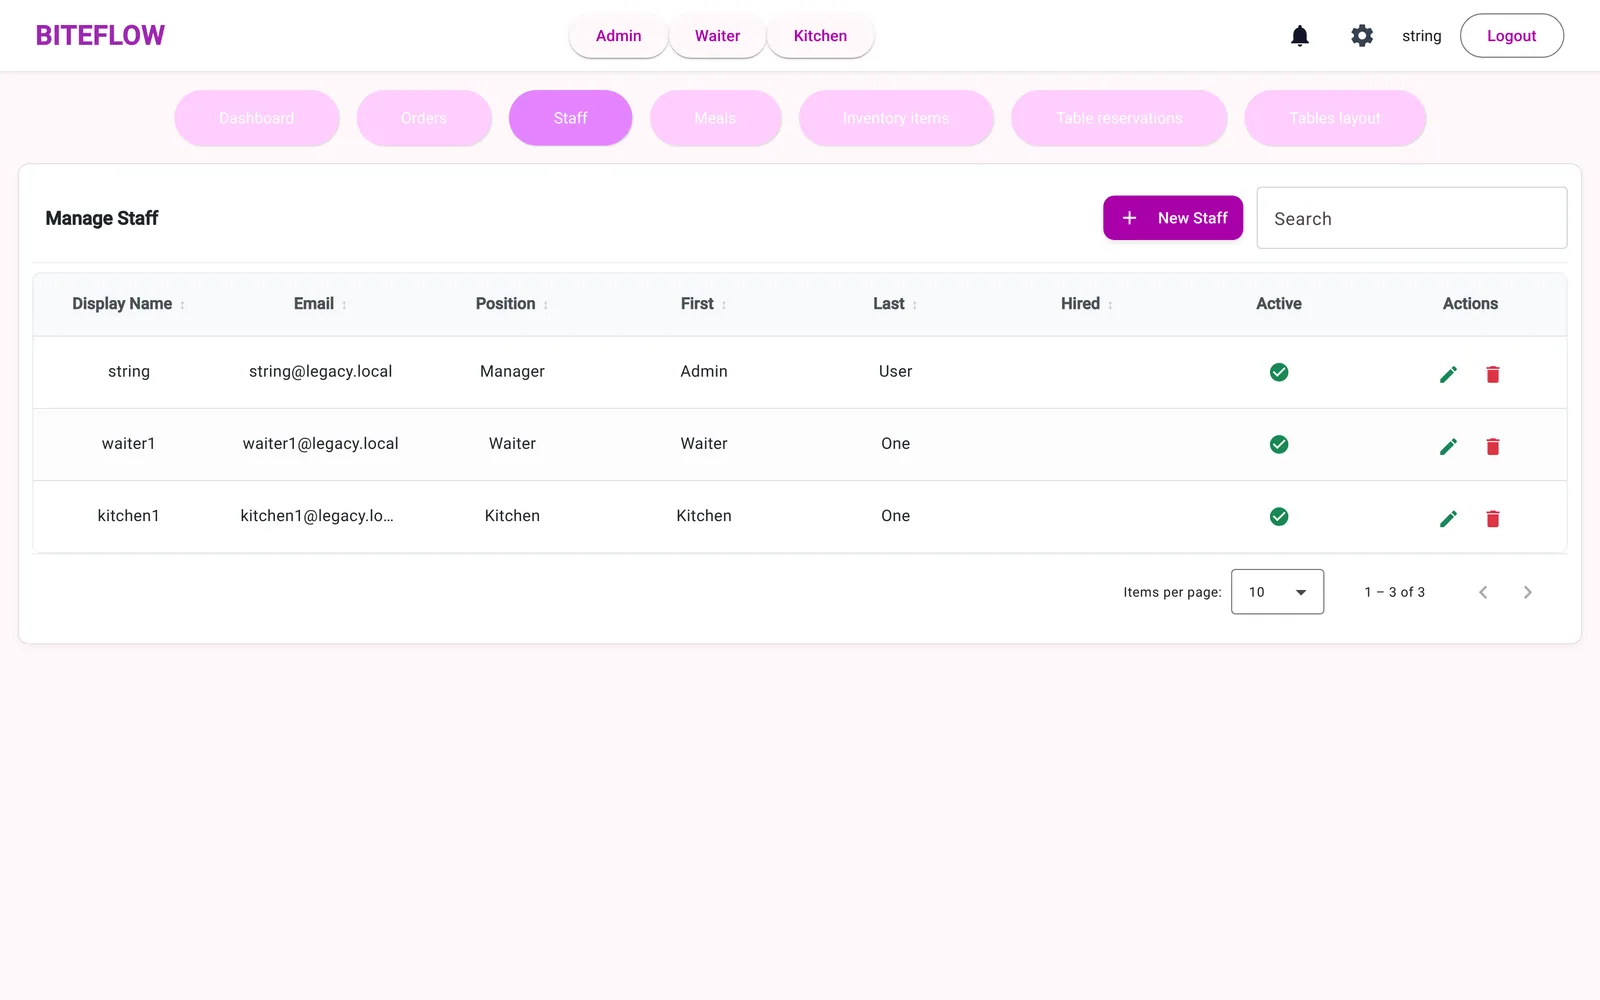 BITEFLOW
Admin Waiter Kitchen
string Logout
Dashboard Orders Staff Meals Inventory items Table reservations Tables layout
Manage Staff
+ New Staff
Search
Display Name ↕ Email ↕ Position ↕ First ↕ Last ↕ Hired ↕ Active Actions
string string@legacy.local Manager Admin User
waiter1 waiter1@legacy.local Waiter Waiter One
kitchen1 kitchen1@legacy.lo... Kitchen Kitchen One
Items per page: 10 1 – 3 of 3